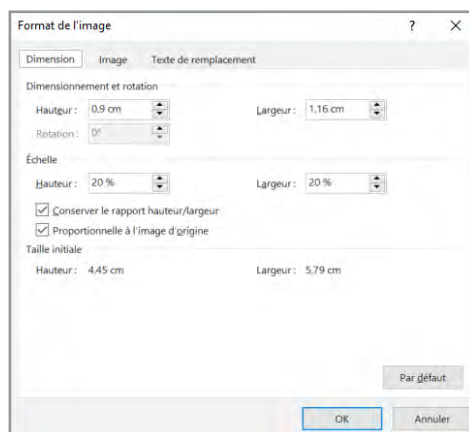 Format de l'image ? ×
Dimension Image Texte de remplacement
Dimensionnement et rotation
Hauteur : 0,9 cm Largeur : 1,16 cm
Rotation : 0°
Échelle
Hauteur : 20 % Largeur : 20 %
Conserver le rapport hauteur/largeur
Proportionnelle à l'image d'origine
Taille initiale
Hauteur : 4,45 cm Largeur : 5,79 cm
Par défaut
OK Annuler